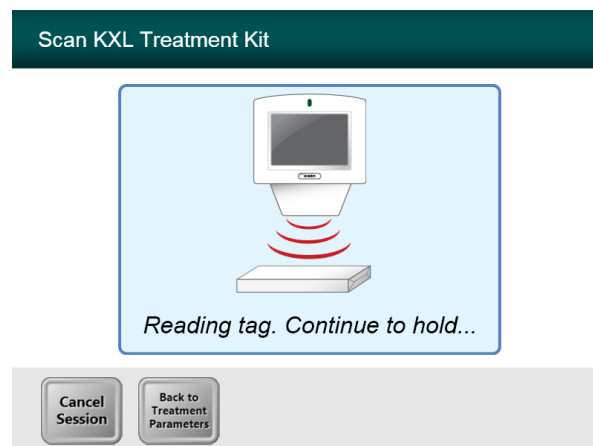 Scan KXL Treatment Kit
Reading tag. Continue to hold...
Cancel
Session
Back to
Treatment
Parameters